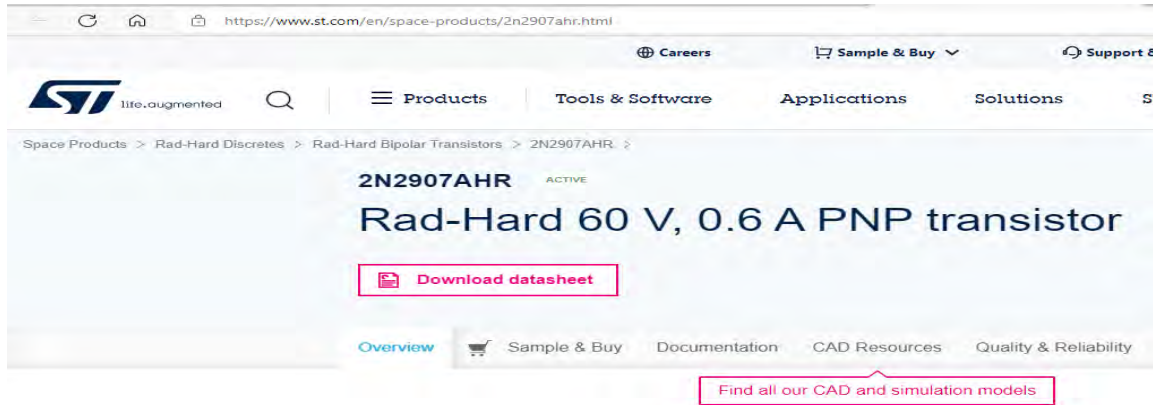 https://www.st.com/en/space-products/2n2907ahr.html
Careers Sample & Buy Support &
ST life.augmented Products Tools & Software Applications Solutions S
Space Products > Rad-Hard Discretes > Rad-Hard Bipolar Transistors > 2N2907AHR >
2N2907AHR ACTIVE
Rad-Hard 60 V, 0.6 A PNP transistor
Download datasheet
Overview Sample & Buy Documentation CAD Resources Quality & Reliability
Find all our CAD and simulation models